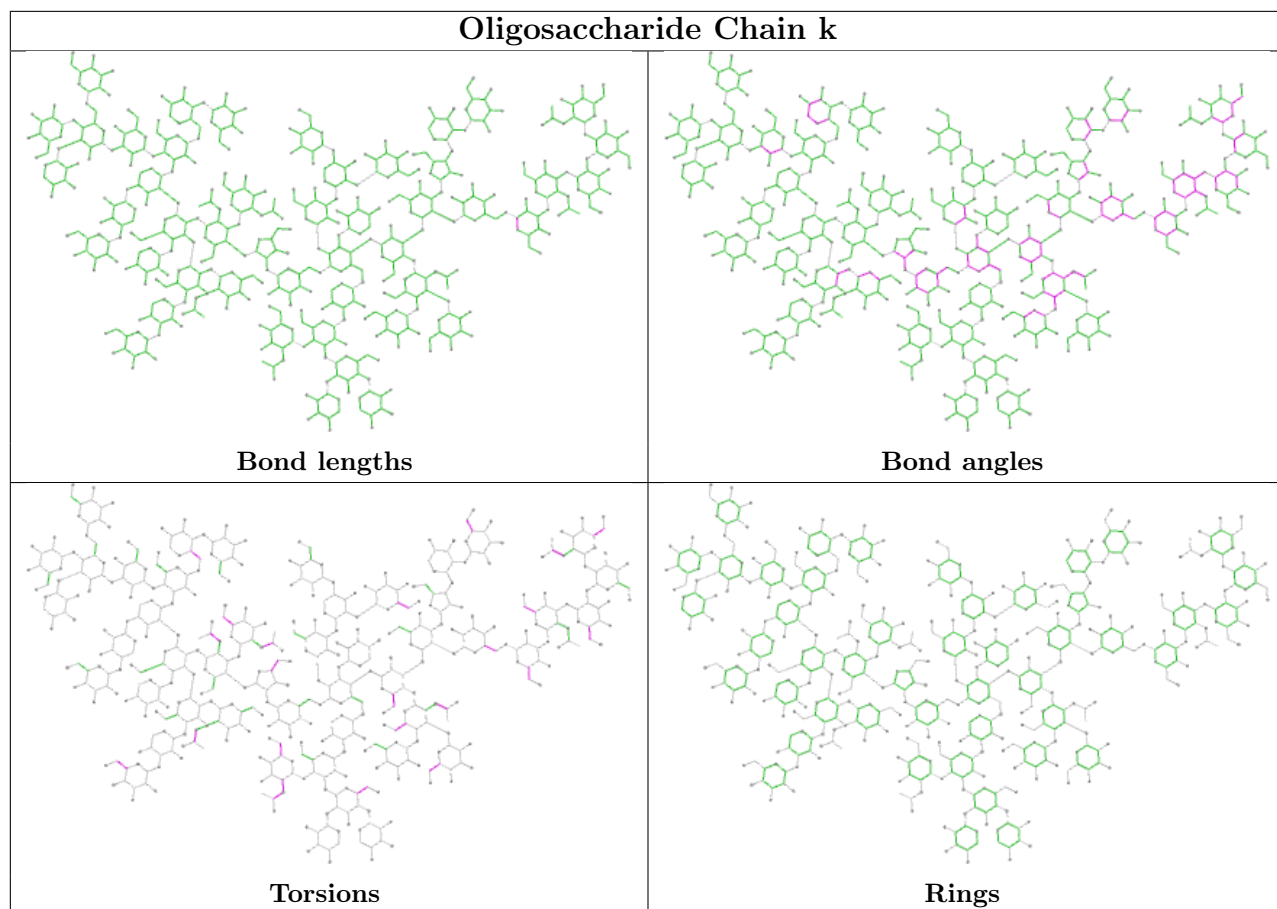 Oligosaccharide Chain k
Bond lengths
Bond angles
Torsions
Rings